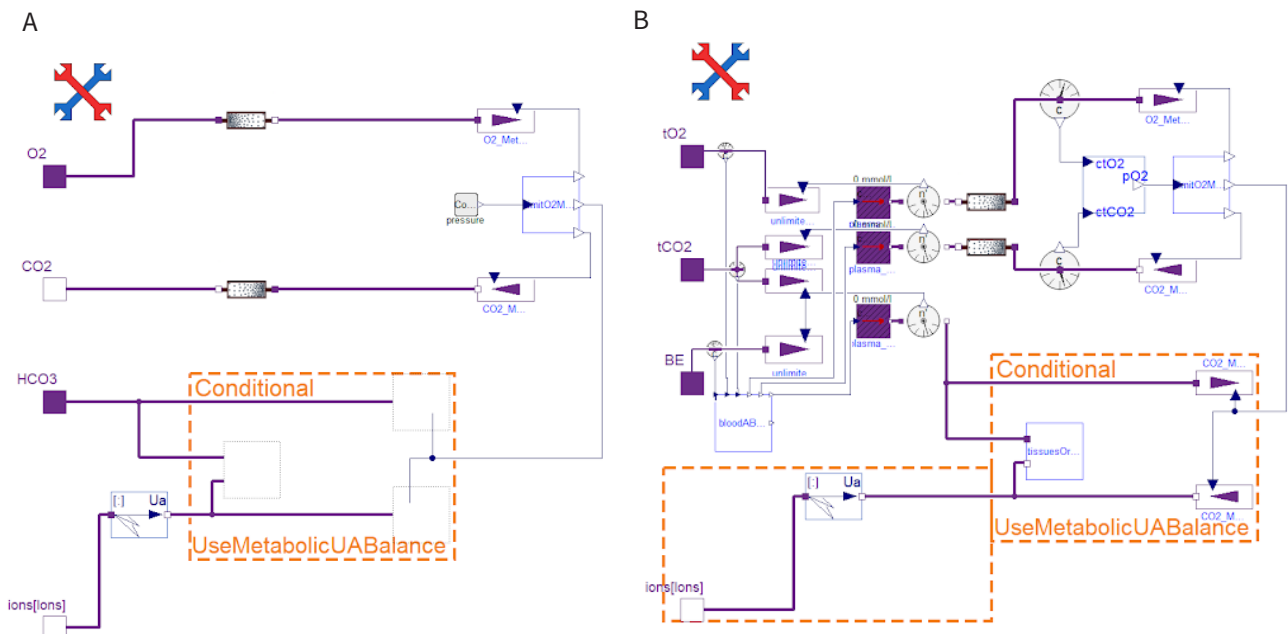 A
O2
O2_Met...
Co...
pressure
mitO2M...
CO2
CO2_M...
HCO3
Conditional
[:]
Ua
UseMetabolicUABalance
ions[Ions]
B
tO2
0 mmol/l
n'
C
O2_Met...
ctO2
pO2
mitO2M...
ctCO2
unlimite...
tCO2
n'
plasma_...
C
CO2_M...
0 mmol/l
n'
plasma_...
BE
unlimite
bloodAB...
Conditional
CO2_M...
tissuesOr...
[:]
Ua
CO2_M...
UseMetabolicUABalance
ions[Ions]